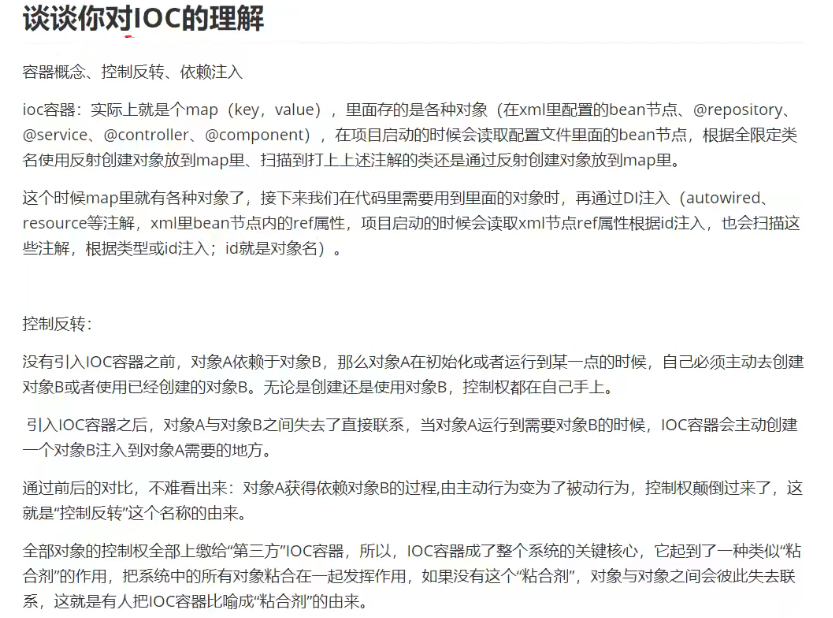 谈谈你对IOC的理解
容器概念、控制反转、依赖注入
ioc容器：实际上就是个map（key，value），里面存的是各种对象（在xml里配置的bean节点、@repository、
@service、@controller、@component），在项目启动的时候会读取配置文件里面的bean节点，根据全限定类
名使用反射创建对象放到map里、扫描到打上上述注解的类还是通过反射创建对象放到map里。
这个时候map里就有各种对象了，接下来我们在代码里需要用到里面的对象时，再通过DI注入（autowired、
resource等注解，xml里bean节点内的ref属性，项目启动的时候会读取xml节点ref属性根据id注入，也会扫描这
些注解，根据类型或id注入；id就是对象名）。
控制反转：
没有引入IOC容器之前，对象A依赖于对象B，那么对象A在初始化或者运行到某一点的时候，自己必须主动去创建
对象B或者使用已经创建的对象B。无论是创建还是使用对象B，控制权都在自己手上。
引入IOC容器之后，对象A与对象B之间失去了直接联系，当对象A运行到需要对象B的时候，IOC容器会主动创建
一个对象B注入到对象A需要的地方。
通过前后的对比，不难看出来：对象A获得依赖对象B的过程,由主动行为变为了被动行为，控制权颠倒过来了，这
就是“控制反转”这个名称的由来。
全部对象的控制权全部上缴给“第三方”IOC容器，所以，IOC容器成了整个系统的关键核心，它起到了一种类似“粘
合剂”的作用，把系统中的所有对象粘合在一起发挥作用，如果没有这个“粘合剂”，对象与对象之间会彼此失去联
系，这就是有人把IOC容器比喻成“粘合剂”的由来。